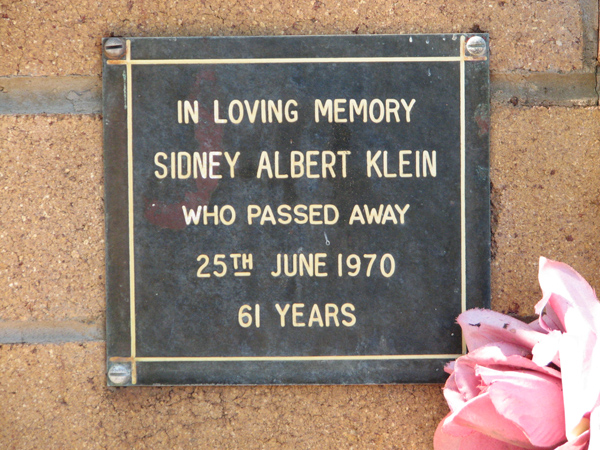 IN LOVING MEMORY
SIDNEY ALBERT KLEIN
WHO PASSED AWAY
25TH JUNE 1970
61 YEARS